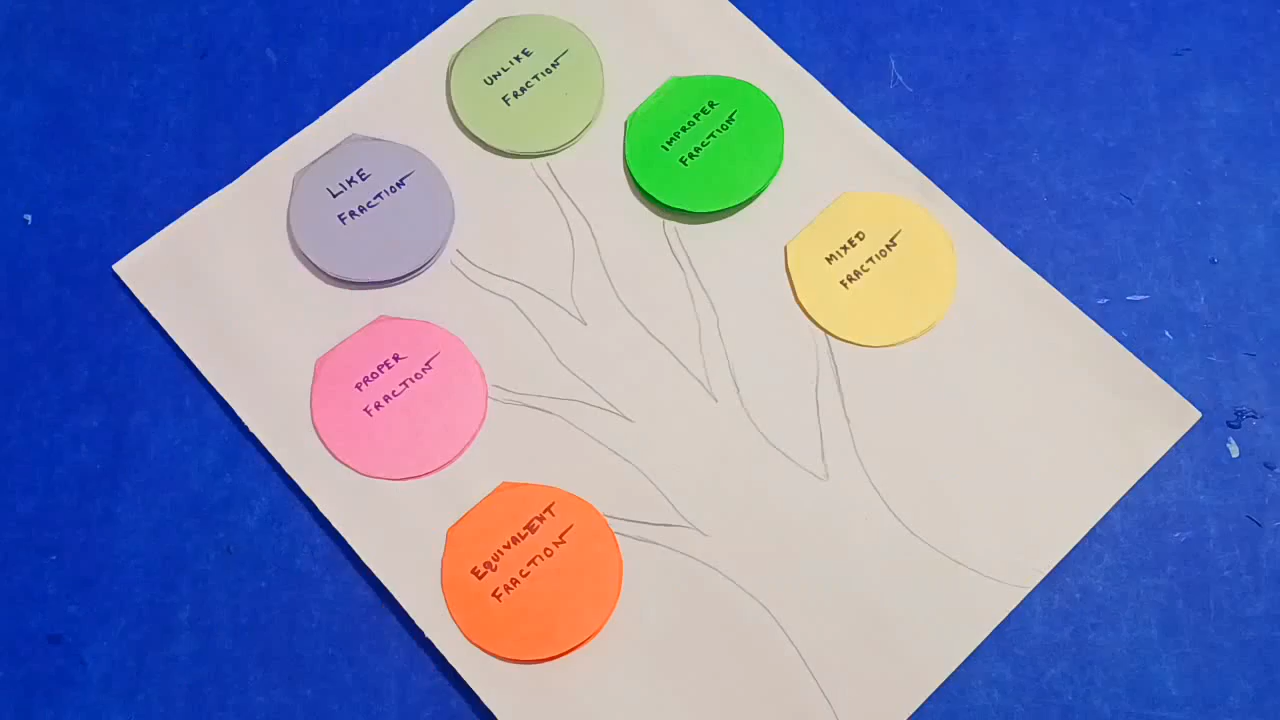 UNLIKE
FRACTION
IMPROPER
FRACTION
LIKE
FRACTION
MIXED
FRACTION
PROPER
FRACTION
EQUIVALENT
FRACTION